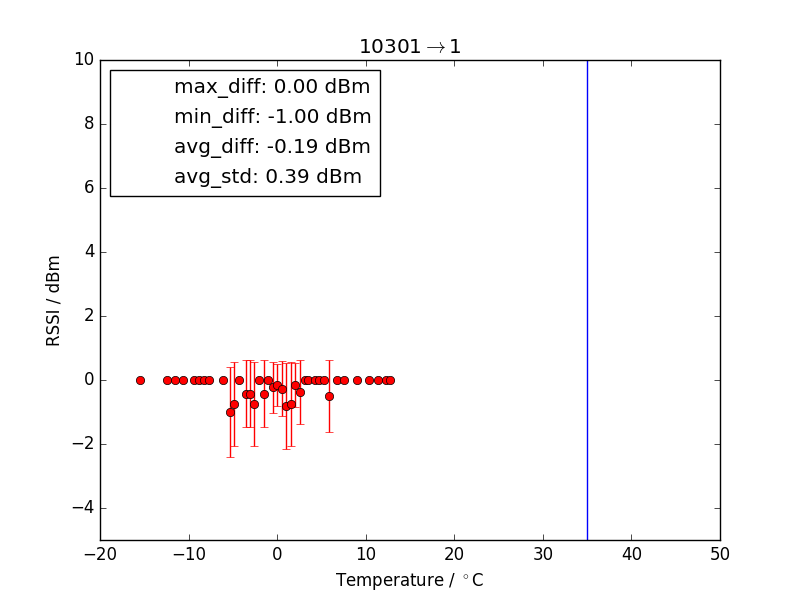 10301→1
max_diff: 0.00 dBm
min_diff: -1.00 dBm
avg_diff: -0.19 dBm
avg_std: 0.39 dBm
RSSI / dBm
10
8
6
4
2
0
−2
−4
−20 −10 0 10 20 30 40 50
Temperature / °C